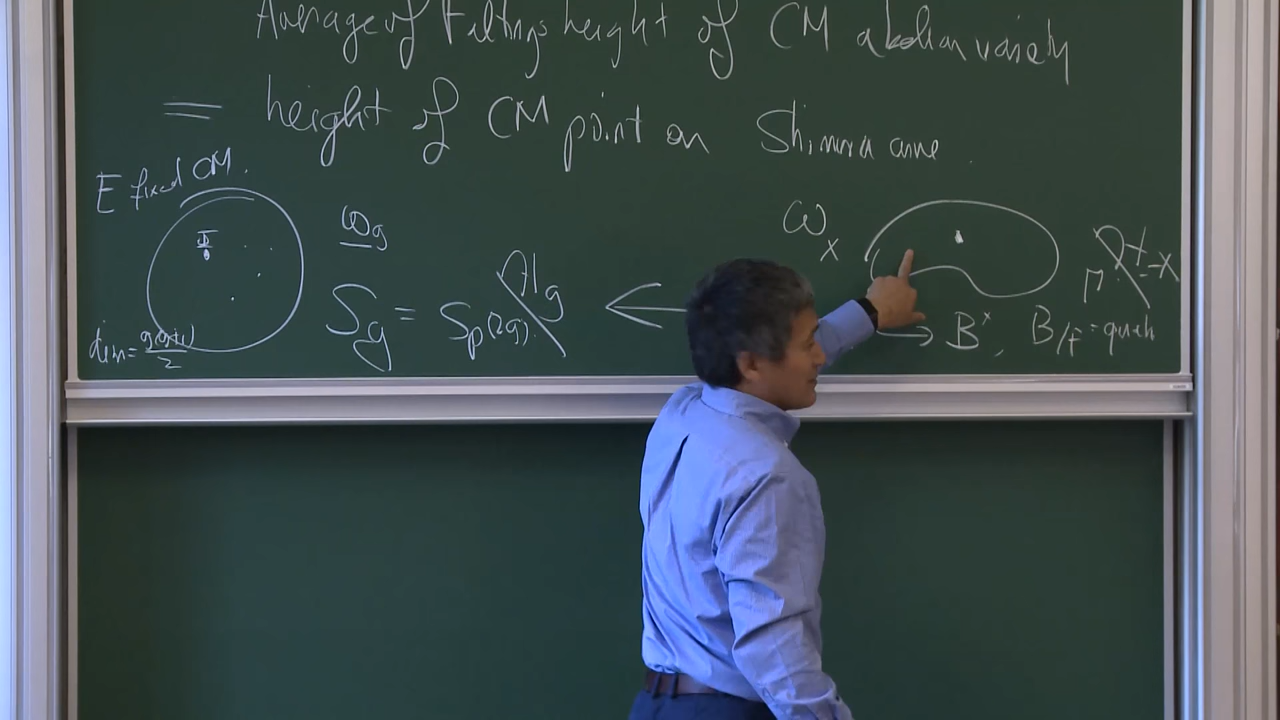 Average of Faltings height of CM abelian variety
= height of CM point on Shimura curve.
E fixed CM.
Φ
dim = g(g+1)/2
ω_g
S_g = Sp(2g)\H_g ←
ω_X
Γ\H^+ = X
→ B^×, B/F = quat